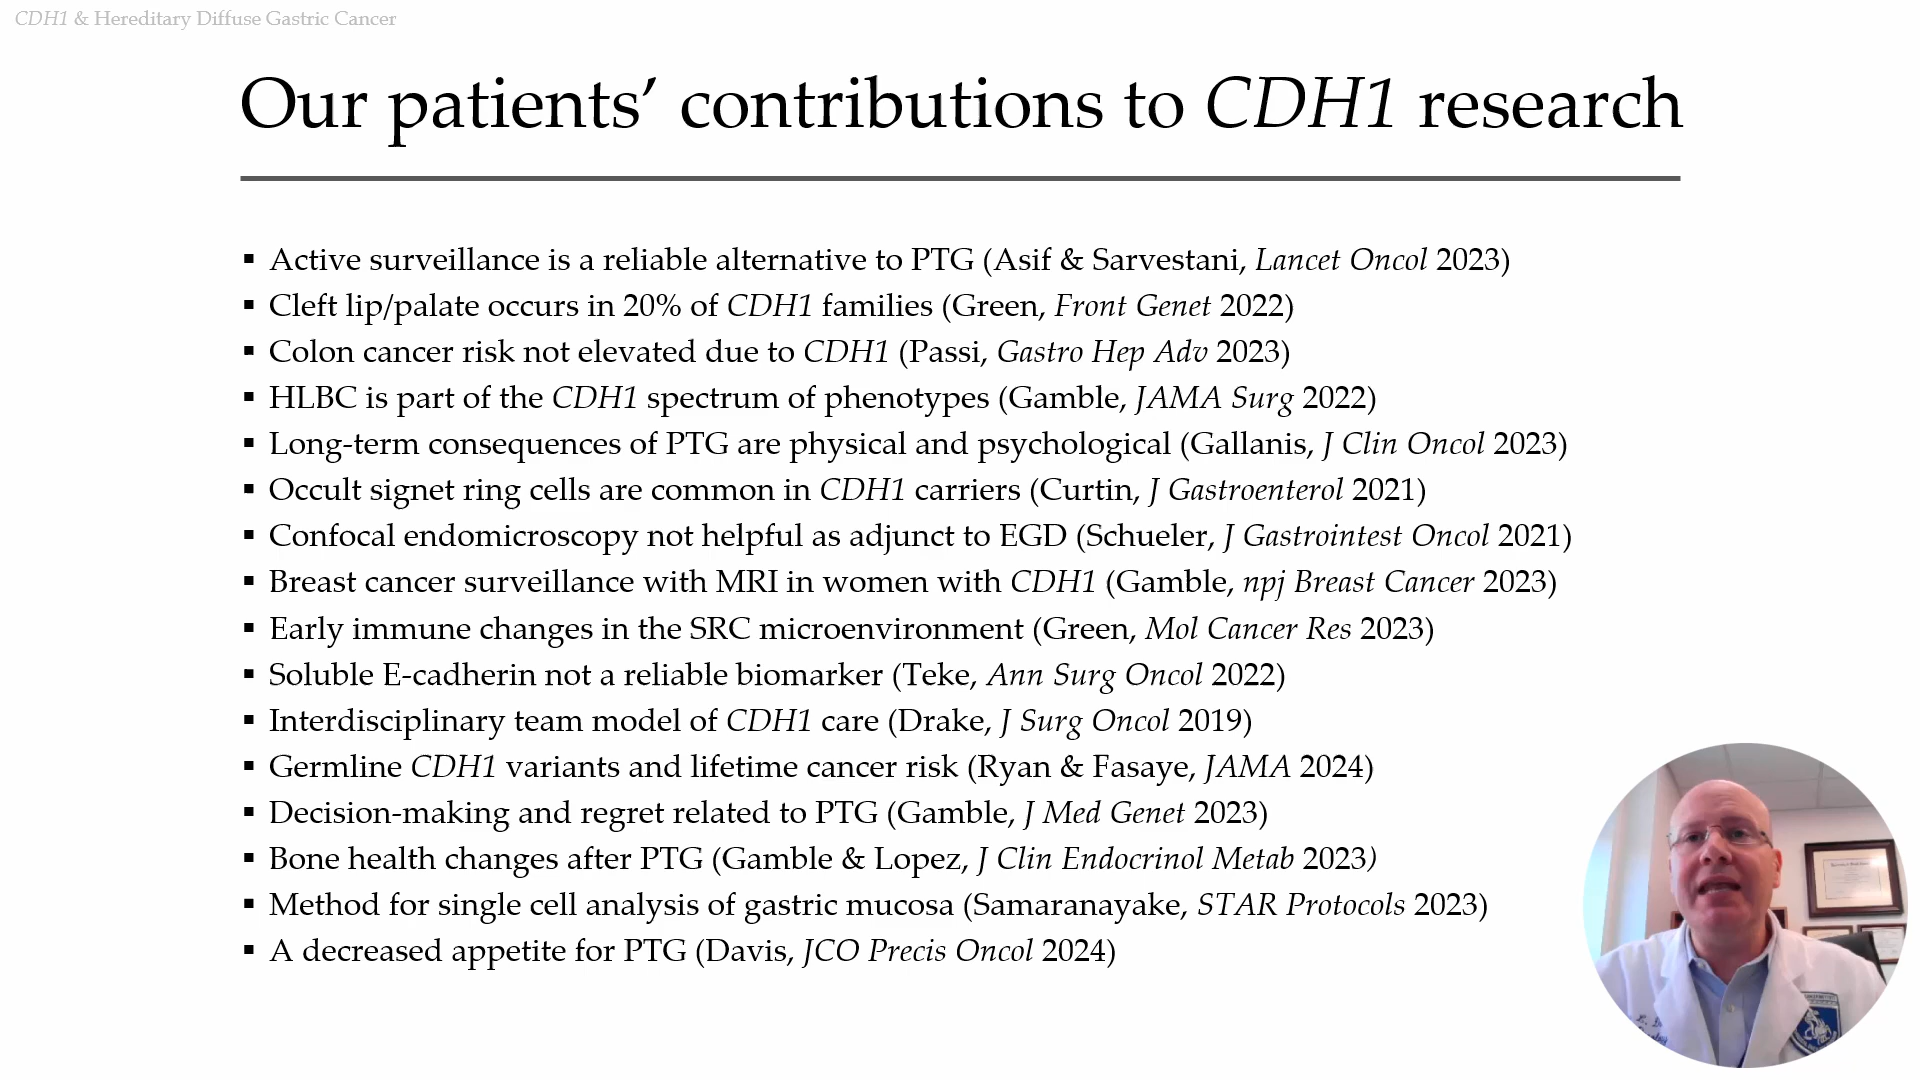 CDH1 & Hereditary Diffuse Gastric Cancer
Our patients’ contributions to CDH1 research
▪ Active surveillance is a reliable alternative to PTG (Asif & Sarvestani, Lancet Oncol 2023)
▪ Cleft lip/palate occurs in 20% of CDH1 families (Green, Front Genet 2022)
▪ Colon cancer risk not elevated due to CDH1 (Passi, Gastro Hep Adv 2023)
▪ HLBC is part of the CDH1 spectrum of phenotypes (Gamble, JAMA Surg 2022)
▪ Long-term consequences of PTG are physical and psychological (Gallanis, J Clin Oncol 2023)
▪ Occult signet ring cells are common in CDH1 carriers (Curtin, J Gastroenterol 2021)
▪ Confocal endomicroscopy not helpful as adjunct to EGD (Schueler, J Gastrointest Oncol 2021)
▪ Breast cancer surveillance with MRI in women with CDH1 (Gamble, npj Breast Cancer 2023)
▪ Early immune changes in the SRC microenvironment (Green, Mol Cancer Res 2023)
▪ Soluble E-cadherin not a reliable biomarker (Teke, Ann Surg Oncol 2022)
▪ Interdisciplinary team model of CDH1 care (Drake, J Surg Oncol 2019)
▪ Germline CDH1 variants and lifetime cancer risk (Ryan & Fasaye, JAMA 2024)
▪ Decision-making and regret related to PTG (Gamble, J Med Genet 2023)
▪ Bone health changes after PTG (Gamble & Lopez, J Clin Endocrinol Metab 2023)
▪ Method for single cell analysis of gastric mucosa (Samaranayake, STAR Protocols 2023)
▪ A decreased appetite for PTG (Davis, JCO Precis Oncol 2024)